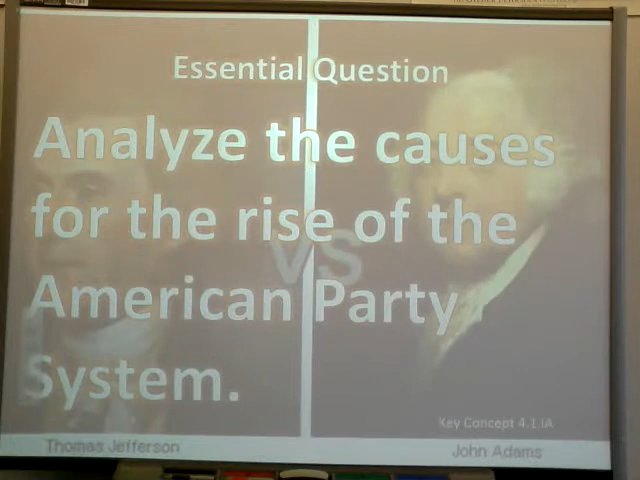 Essential Question
Analyze the causes
for the rise of the
American Party
System.
VS
Key Concept 4.1.IA
Thomas Jefferson
John Adams